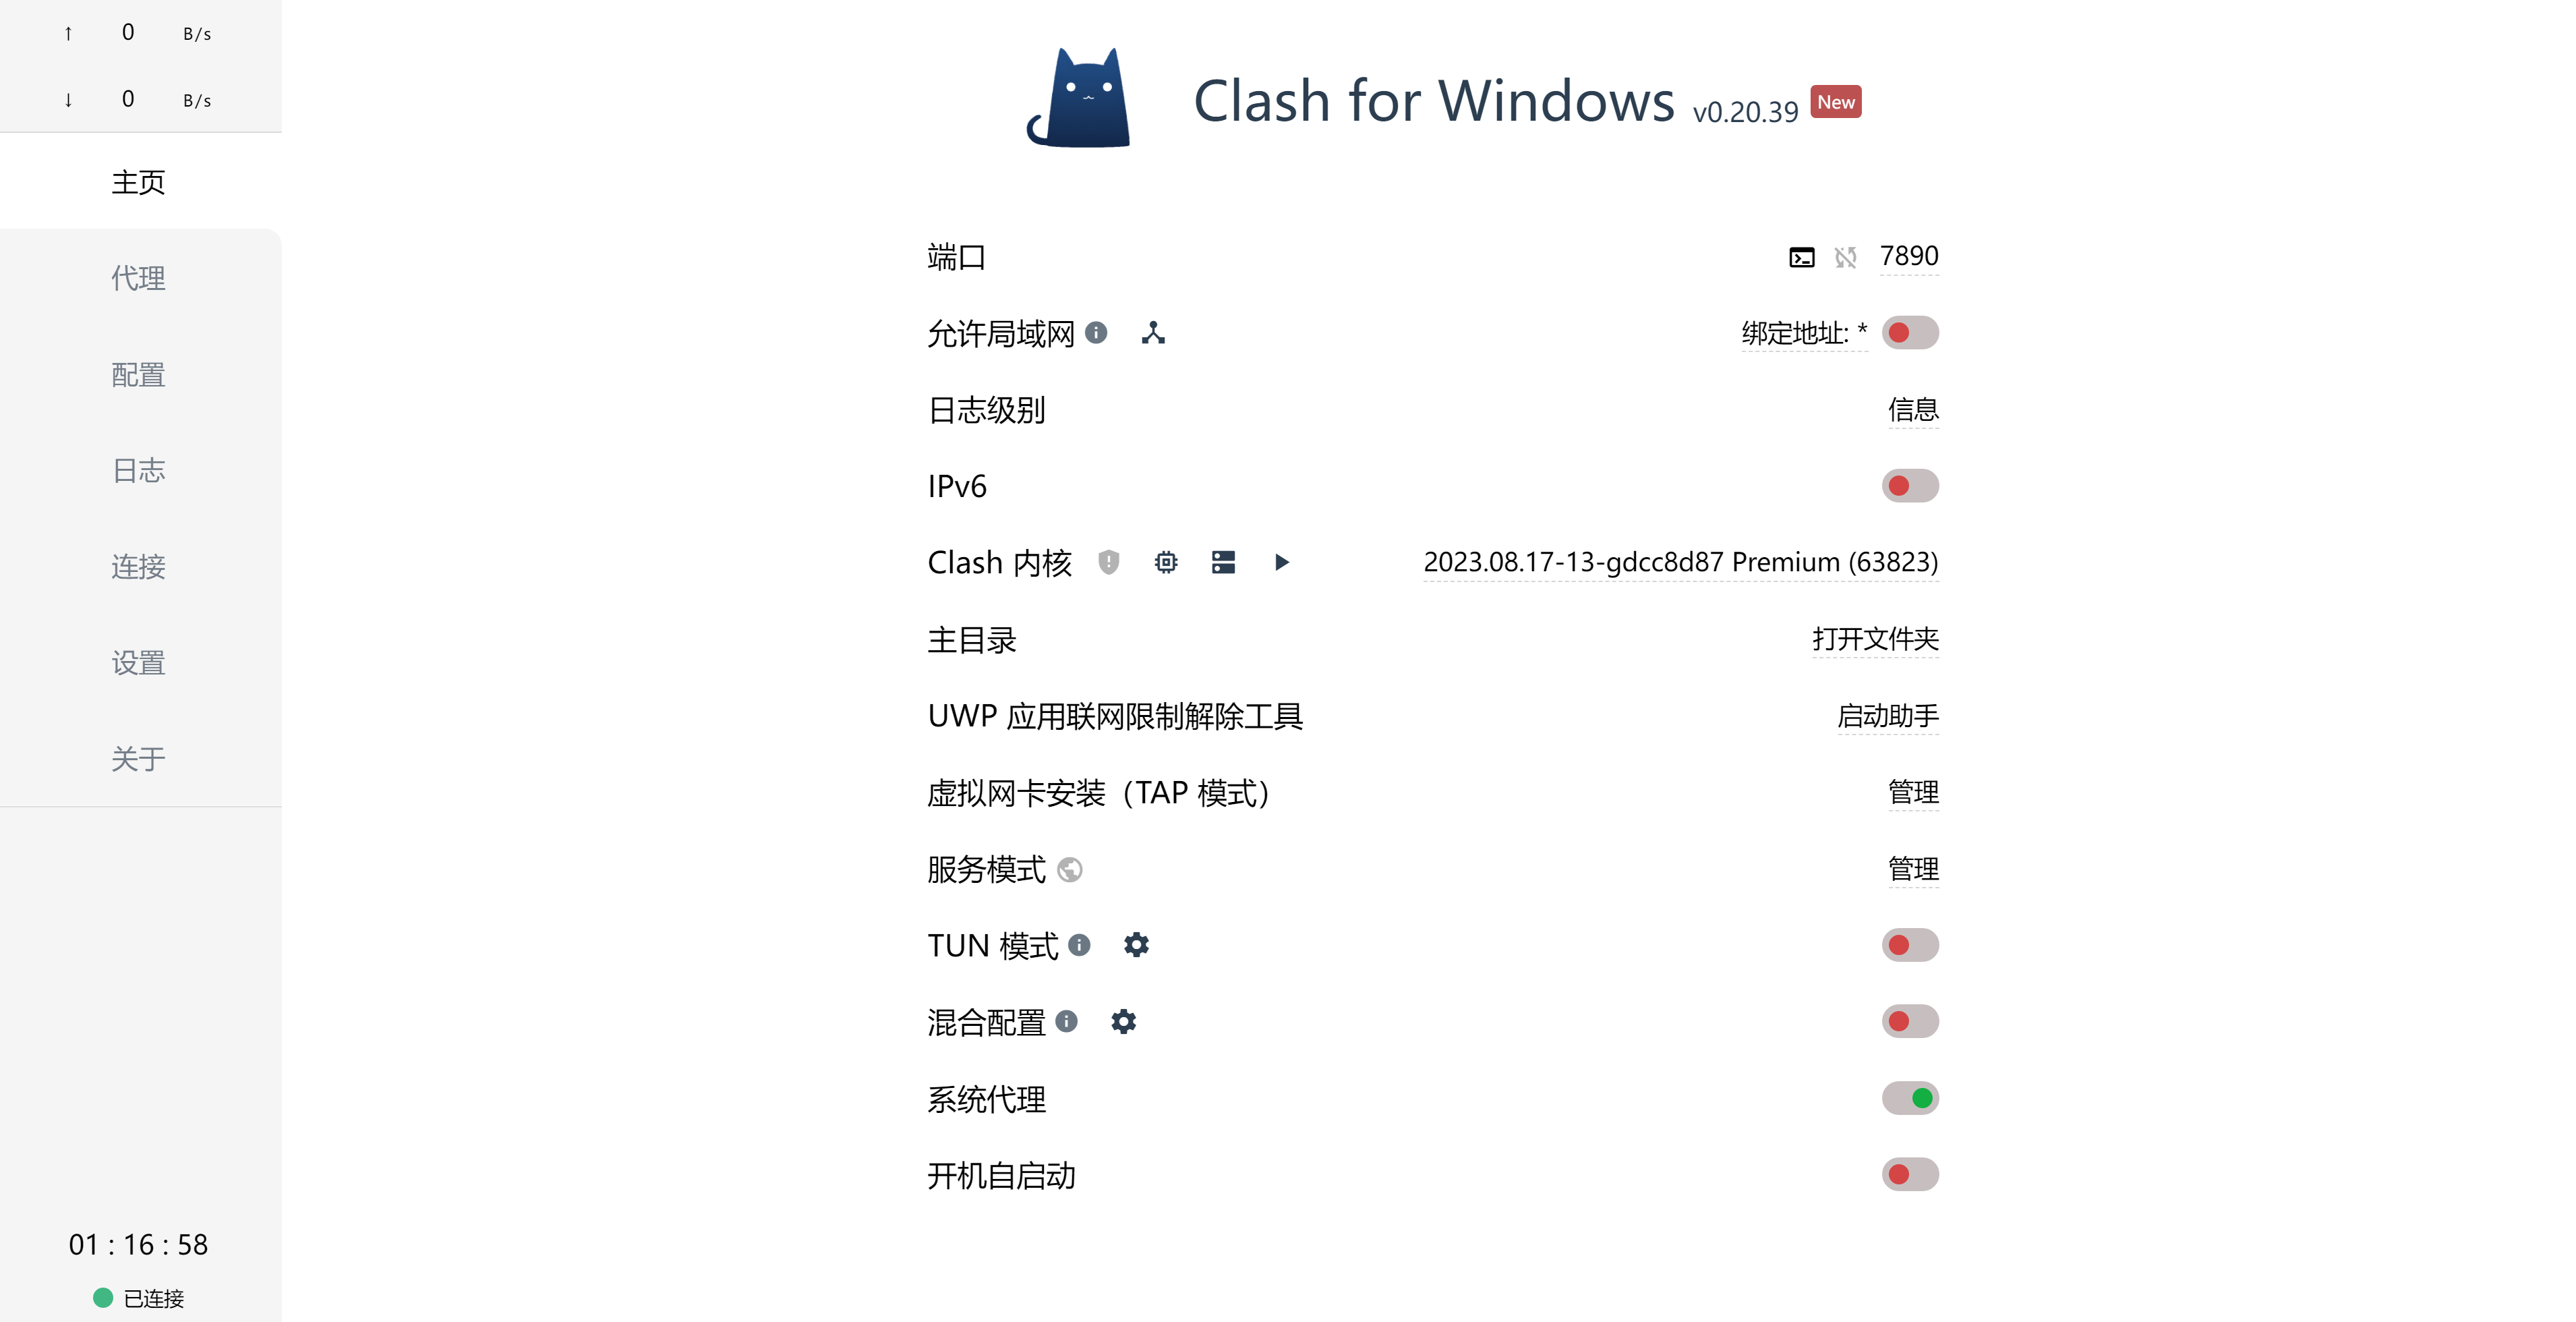 ↑ 0 B/s
↓ 0 B/s
主页
代理
配置
日志
连接
设置
关于
01 : 16 : 58
已连接
Clash for Windows v0.20.39 New
端口 7890
允许局域网 绑定地址: *
日志级别 信息
IPv6
Clash 内核 2023.08.17-13-gdcc8d87 Premium (63823)
主目录 打开文件夹
UWP 应用联网限制解除工具 启动助手
虚拟网卡安装（TAP 模式） 管理
服务模式 管理
TUN 模式
混合配置
系统代理
开机自启动